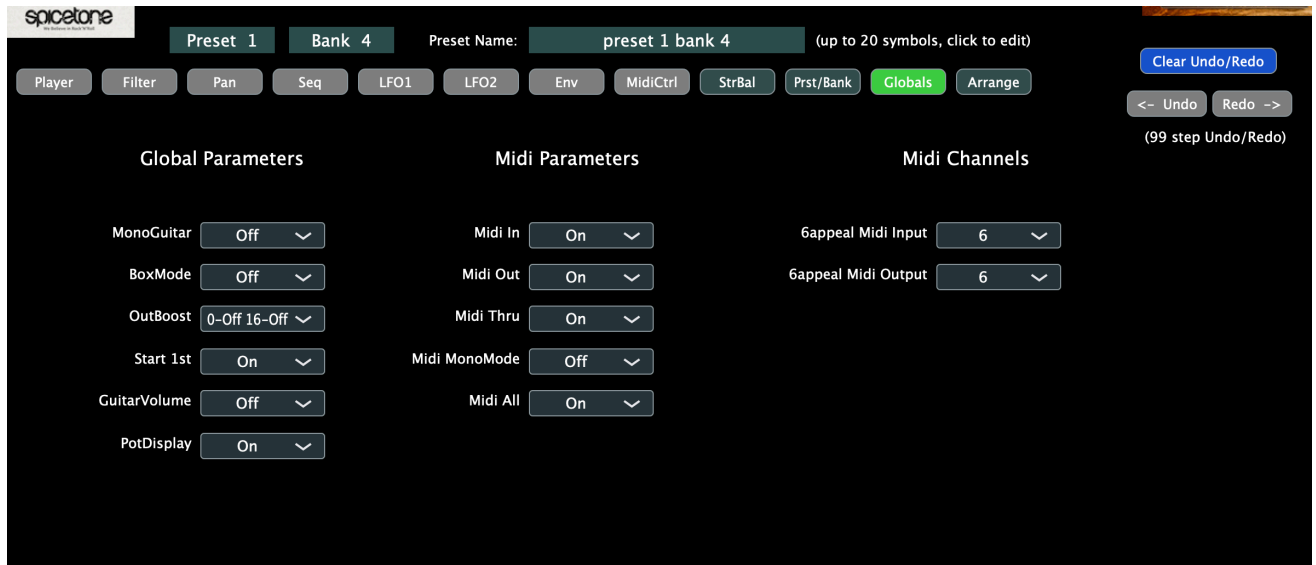 spicetone
We Believe in Rock'N'Roll
Preset 1 Bank 4 Preset Name: preset 1 bank 4 (up to 20 symbols, click to edit)
Clear Undo/Redo
Player Filter Pan Seq LFO1 LFO2 Env MidiCtrl StrBal Prst/Bank Globals Arrange
<- Undo Redo ->
(99 step Undo/Redo)
Global Parameters Midi Parameters Midi Channels
MonoGuitar Off Midi In On 6appeal Midi Input 6
BoxMode Off Midi Out On 6appeal Midi Output 6
OutBoost 0-Off 16-Off Midi Thru On
Start 1st On Midi MonoMode Off
GuitarVolume Off Midi All On
PotDisplay On